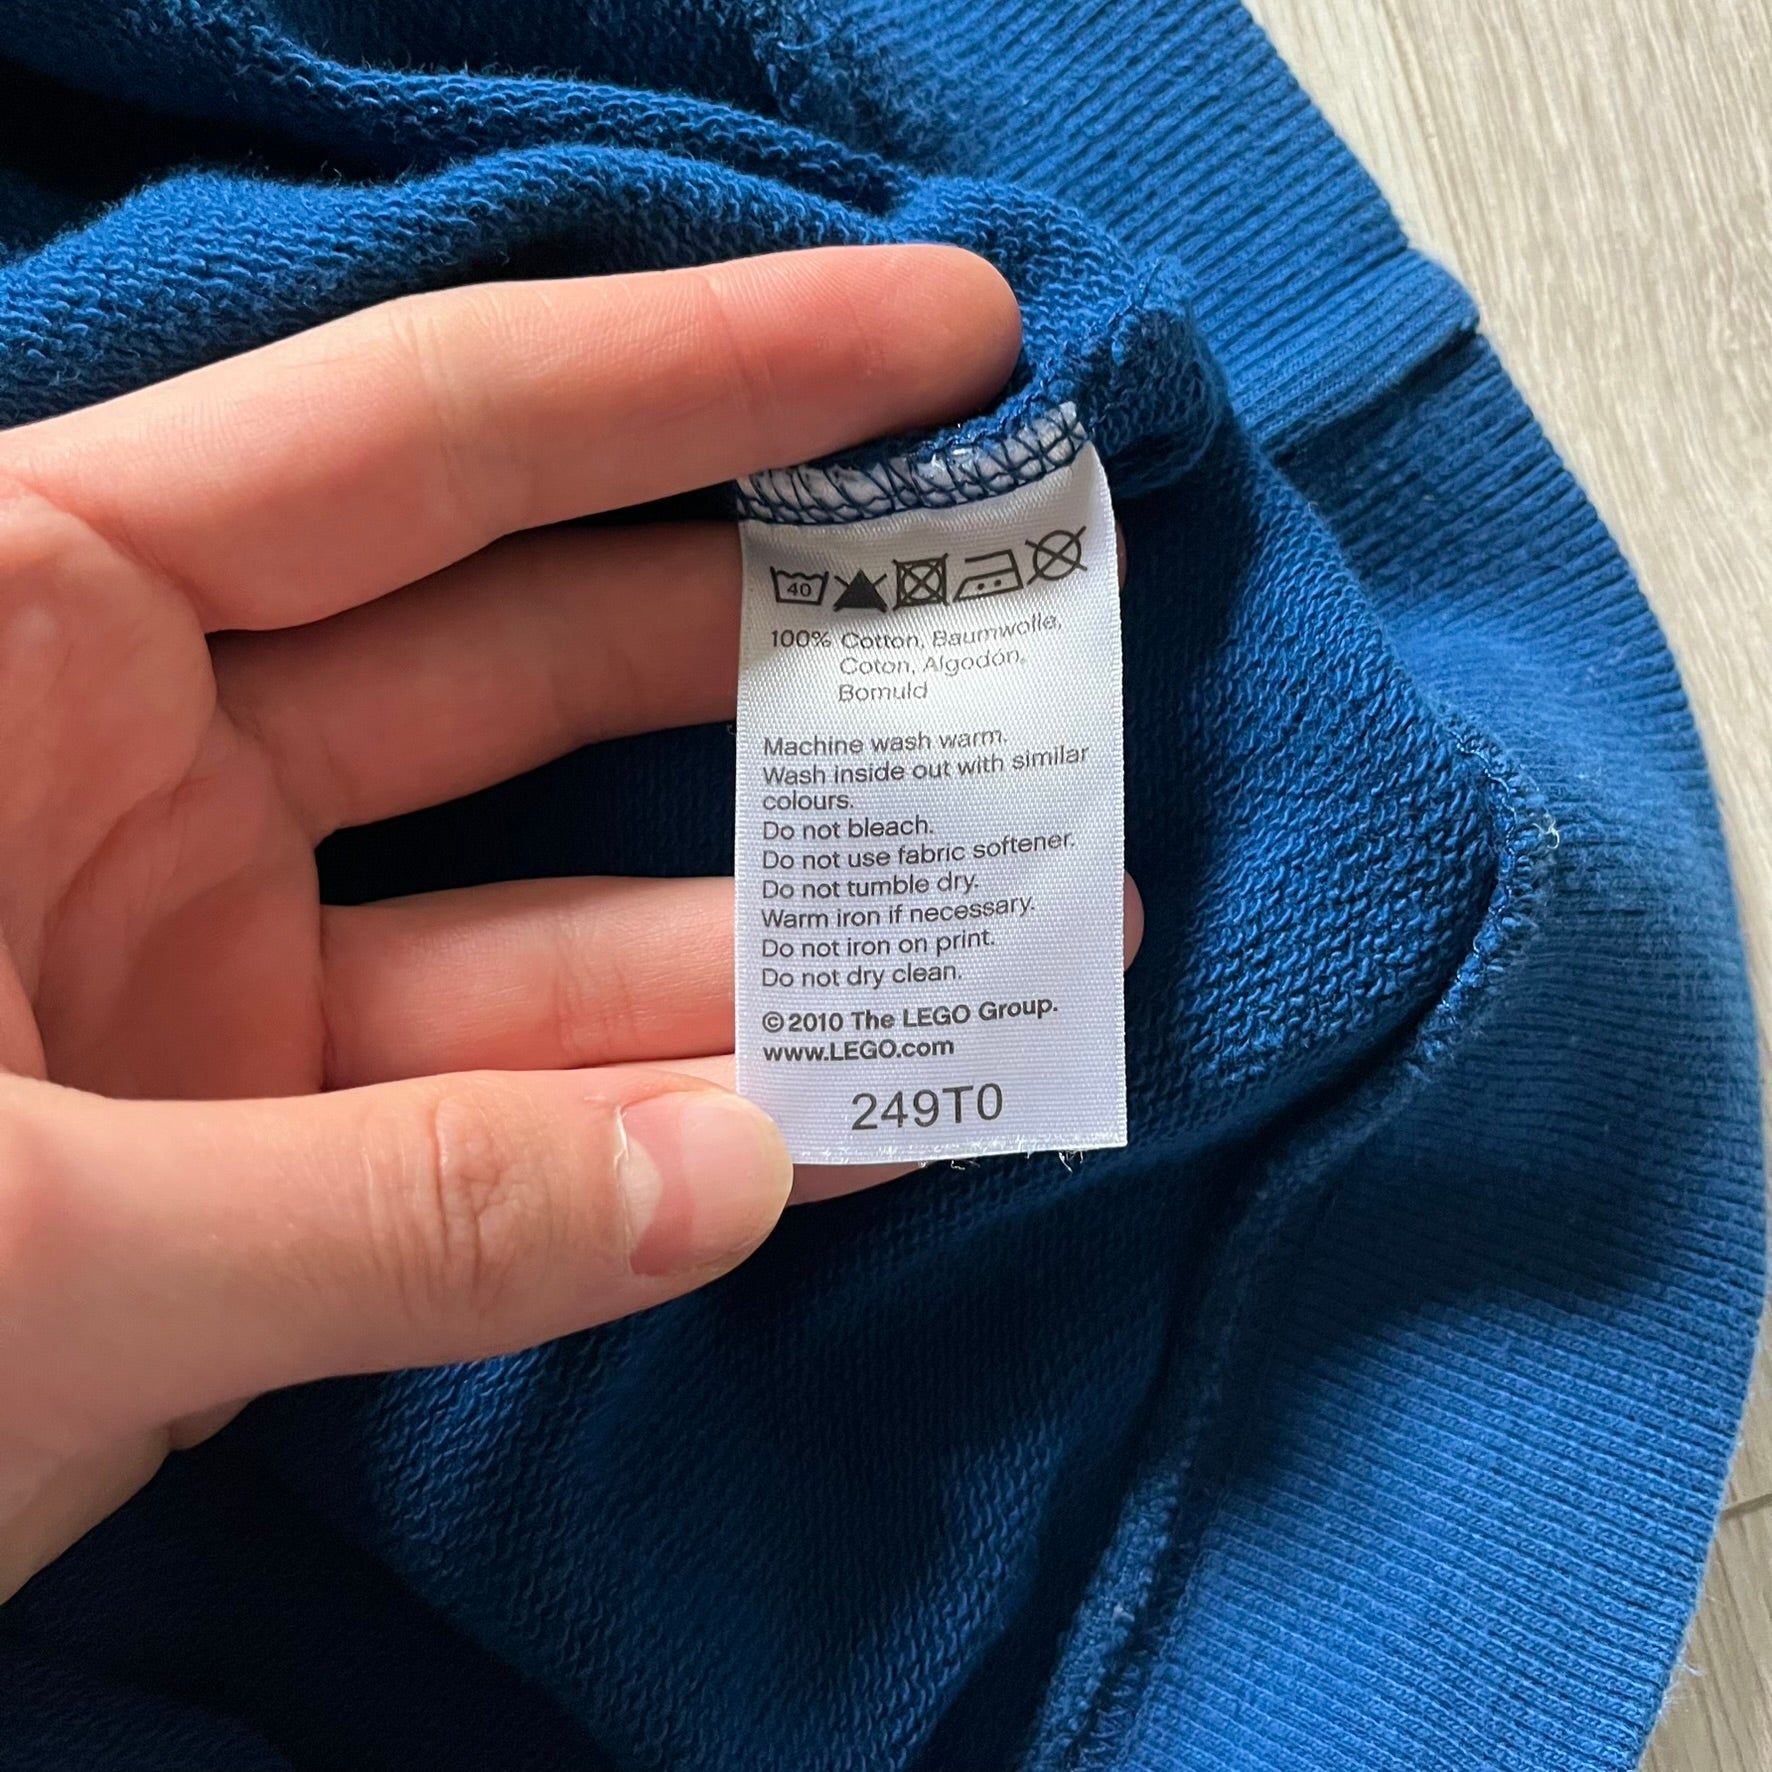 40
100% Cotton, Baumwolle,
Coton, Algodón,
Bomuld
Machine wash warm.
Wash inside out with similar
colours.
Do not bleach.
Do not use fabric softener.
Do not tumble dry.
Warm iron if necessary.
Do not iron on print.
Do not dry clean.
©2010 The LEGO Group.
www.LEGO.com
249T0